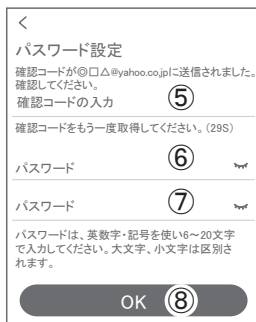 <
パスワード設定
確認コードが◎□△@yahoo.co.jpに送信されました。
確認してください。
確認コードの入力 ⑤
確認コードをもう一度取得してください。(29S)
パスワード ⑥
パスワード ⑦
パスワードは、英数字・記号を使い6～20文字
で入力してください。大文字、小文字は区別さ
れます。
OK ⑧